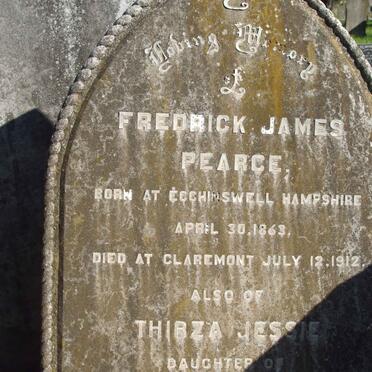 Loving Memory
of
FREDRICK JAMES
PEARCE,
BORN AT ECCHINSWELL HAMPSHIRE
APRIL 30, 1863,
DIED AT CLAREMONT JULY 12, 1912.
ALSO OF
THIRZA JESSIE
DAUGHTER OF